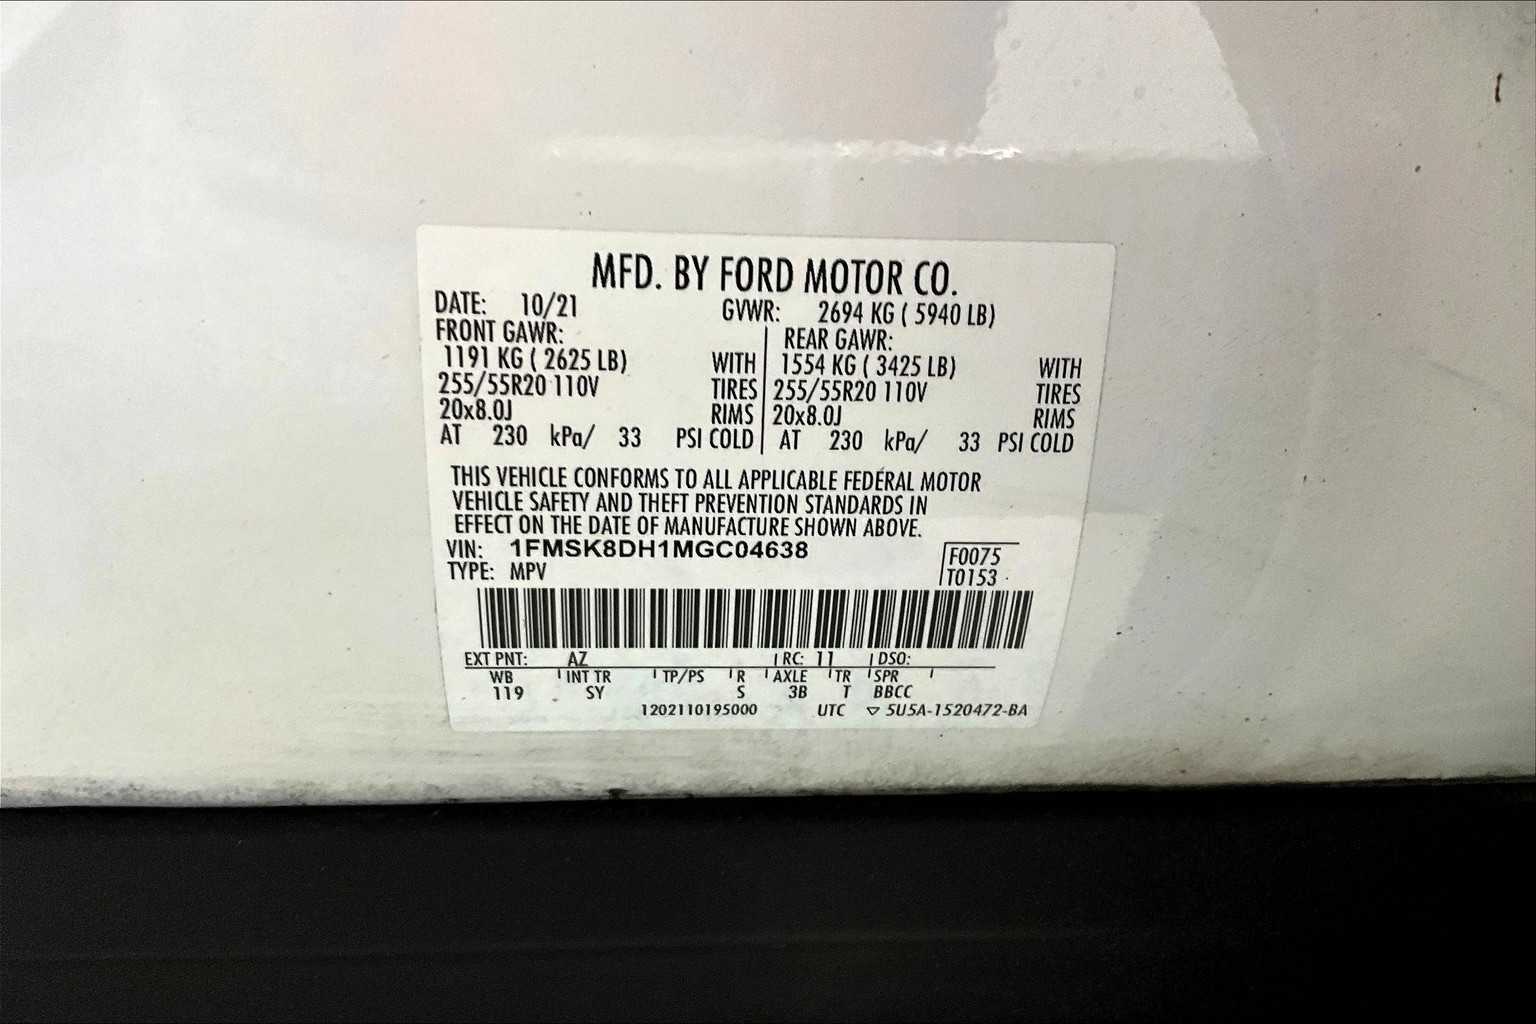 MFD. BY FORD MOTOR CO.
DATE: 10/21 GVWR: 2694 KG ( 5940 LB)
FRONT GAWR: REAR GAWR:
1191 KG ( 2625 LB) WITH 1554 KG ( 3425 LB) WITH
255/55R20 110V TIRES 255/55R20 110V TIRES
20x8.0J RIMS 20x8.0J RIMS
AT 230 kPa/ 33 PSI COLD AT 230 kPa/ 33 PSI COLD
THIS VEHICLE CONFORMS TO ALL APPLICABLE FEDERAL MOTOR
VEHICLE SAFETY AND THEFT PREVENTION STANDARDS IN
EFFECT ON THE DATE OF MANUFACTURE SHOWN ABOVE.
VIN: 1FMSK8DH1MGC04638 F0075
TYPE: MPV T0153
EXT PNT: AZ RC: 11 DSO:
WB INT TR TP/PS R AXLE TR SPR
119 SY S 3B T BBCC
1202110195000 UTC ▽ 5U5A-1520472-BA